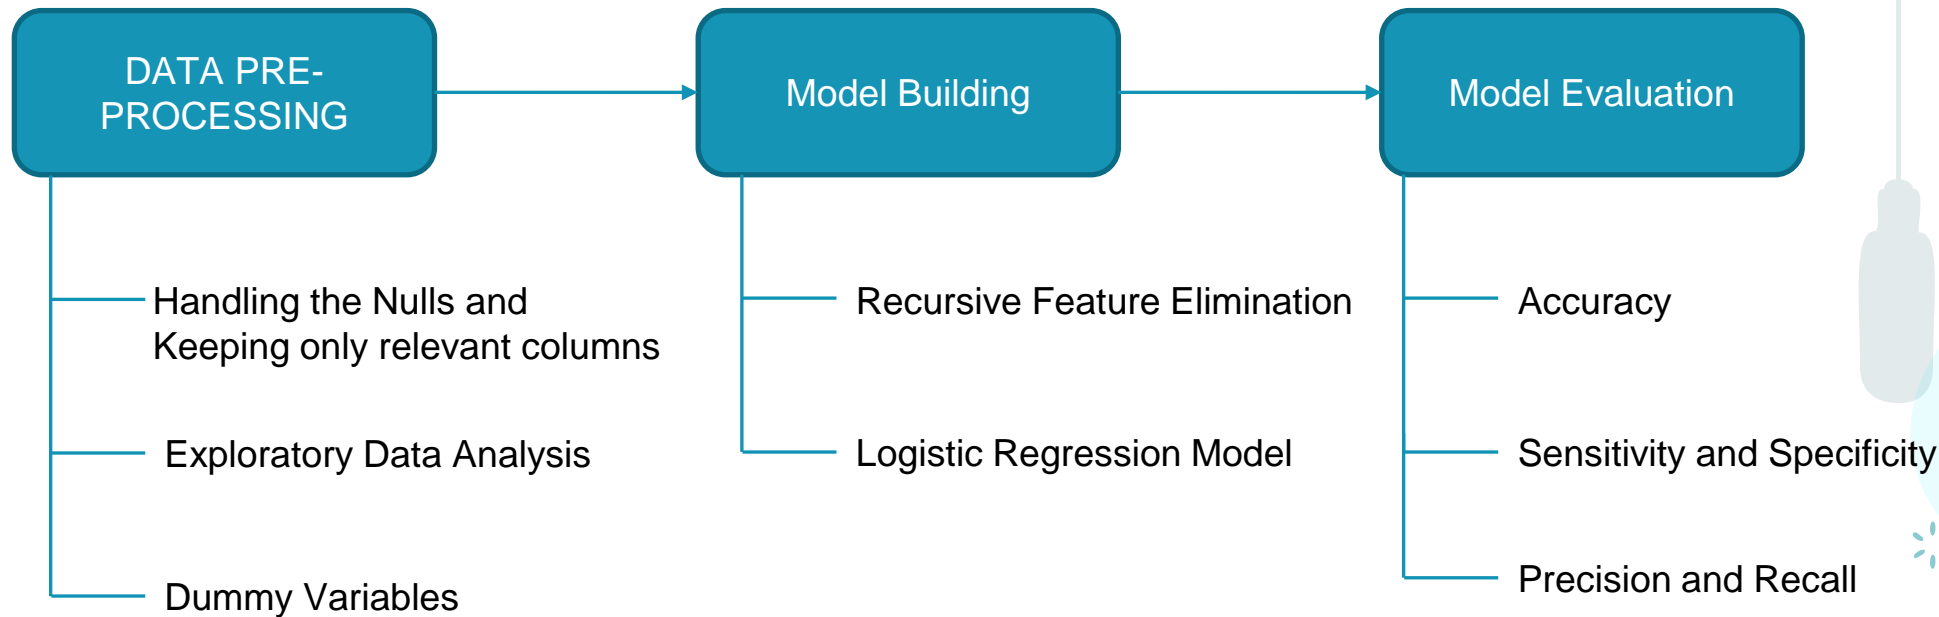 DATA PRE-
PROCESSING
Handling the Nulls and
Keeping only relevant columns
Exploratory Data Analysis
Dummy Variables
Model Building
Recursive Feature Elimination
Logistic Regression Model
Model Evaluation
Accuracy
Sensitivity and Specificity
Precision and Recall